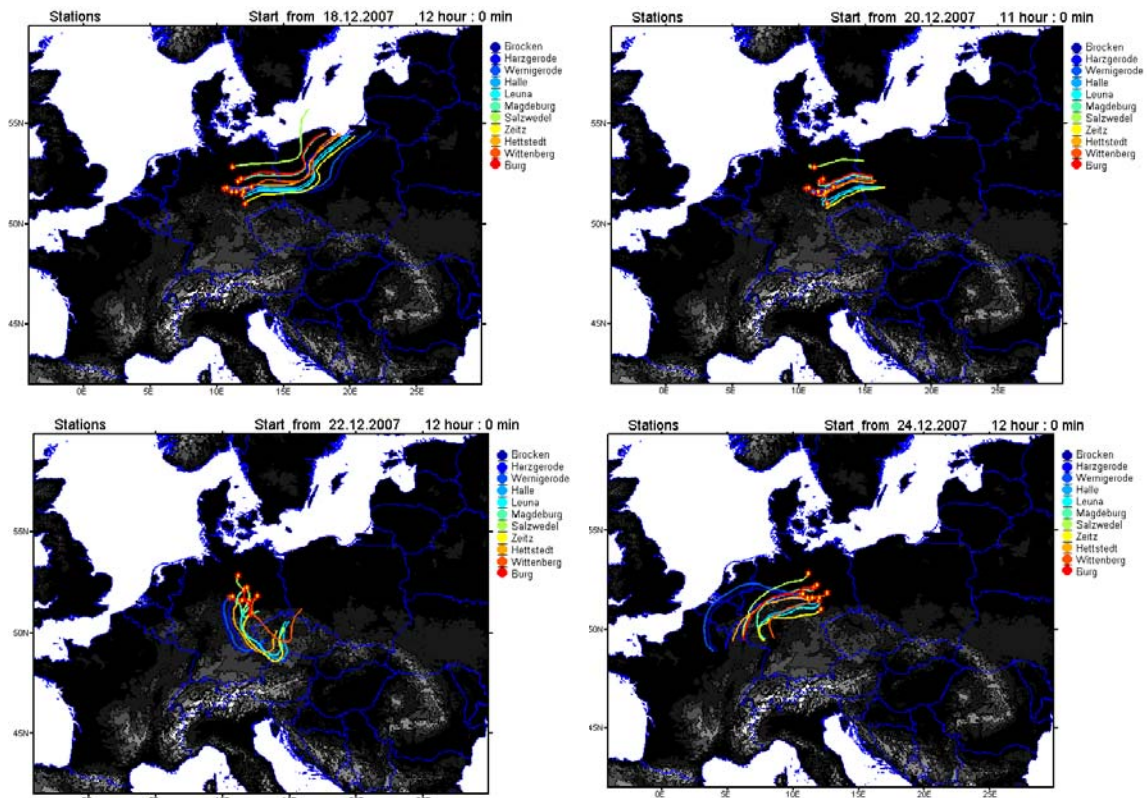 Stations Start from 18.12.2007 12 hour : 0 min
Brocken
Harzgerode
Wernigerode
Halle
Leuna
Magdeburg
Salzwedel
Zeitz
Hettstedt
Wittenberg
Burg
55N
50N
45N
0E 5E 10E 15E 20E 25E
Stations Start from 20.12.2007 11 hour : 0 min
Brocken
Harzgerode
Wernigerode
Halle
Leuna
Magdeburg
Salzwedel
Zeitz
Hettstedt
Wittenberg
Burg
55N
50N
45N
0E 5E 10E 15E 20E 25E
Stations Start from 22.12.2007 12 hour : 0 min
Brocken
Harzgerode
Wernigerode
Halle
Leuna
Magdeburg
Salzwedel
Zeitz
Hettstedt
Wittenberg
Burg
55N
50N
45N
0E 5E 10E 15E 20E 25E
Stations Start from 24.12.2007 12 hour : 0 min
Brocken
Harzgerode
Wernigerode
Halle
Leuna
Magdeburg
Salzwedel
Zeitz
Hettstedt
Wittenberg
Burg
55N
50N
45N
0E 5E 10E 15E 20E 25E